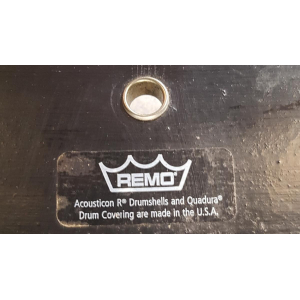 REMO®
Acousticon R® Drumshells and Quadura®
Drum Covering are made in the U.S.A.